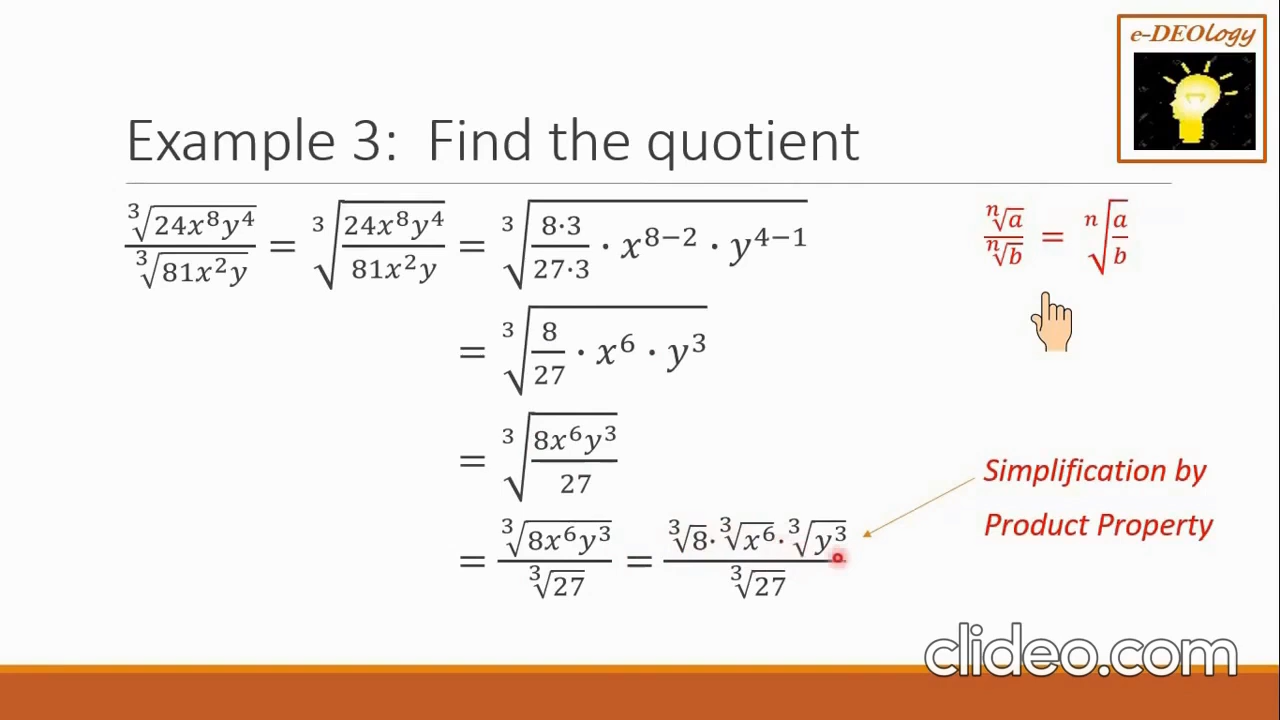 e-DEOlogy
Example 3: Find the quotient
∛(24x⁸y⁴)/∛(81x²y) = ∛(24x⁸y⁴/81x²y) = ∛(8·3/27·3 · x⁸⁻² · y⁴⁻¹)
ⁿ√a/ⁿ√b = ⁿ√(a/b)
= ∛(8/27 · x⁶ · y³)
= ∛(8x⁶y³/27)
Simplification by
Product Property
= ∛(8x⁶y³)/∛27 = ∛8·∛x⁶·∛y³/∛27
clideo.com